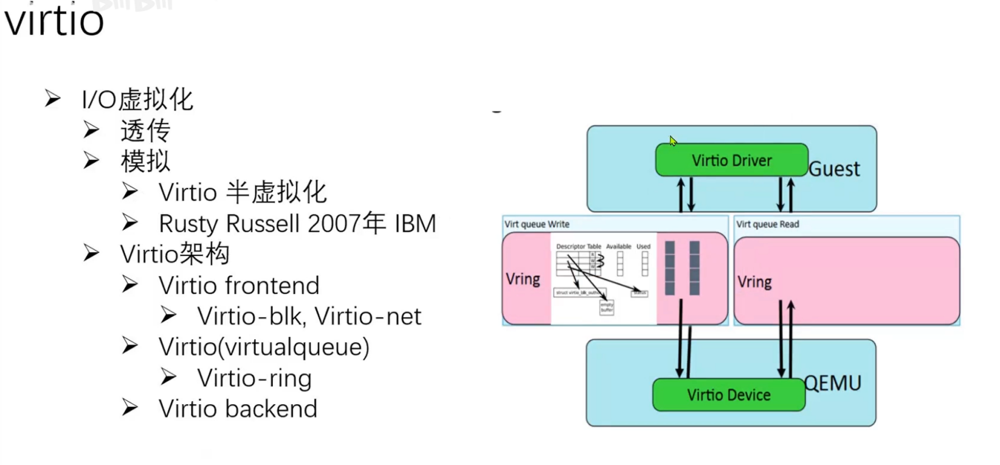 virtio
I/O虚拟化
透传
模拟
Virtio 半虚拟化
Rusty Russell 2007年 IBM
Virtio架构
Virtio frontend
Virtio-blk, Virtio-net
Virtio(virtualqueue)
Virtio-ring
Virtio backend
Virtio Driver
Guest
Virt queue Write
Virt queue Read
Descriptor Table Available Used
R
W
W
Vring
Vring
struct virtio_blk_outhdr
status
empty
buffer
Virtio Device
QEMU